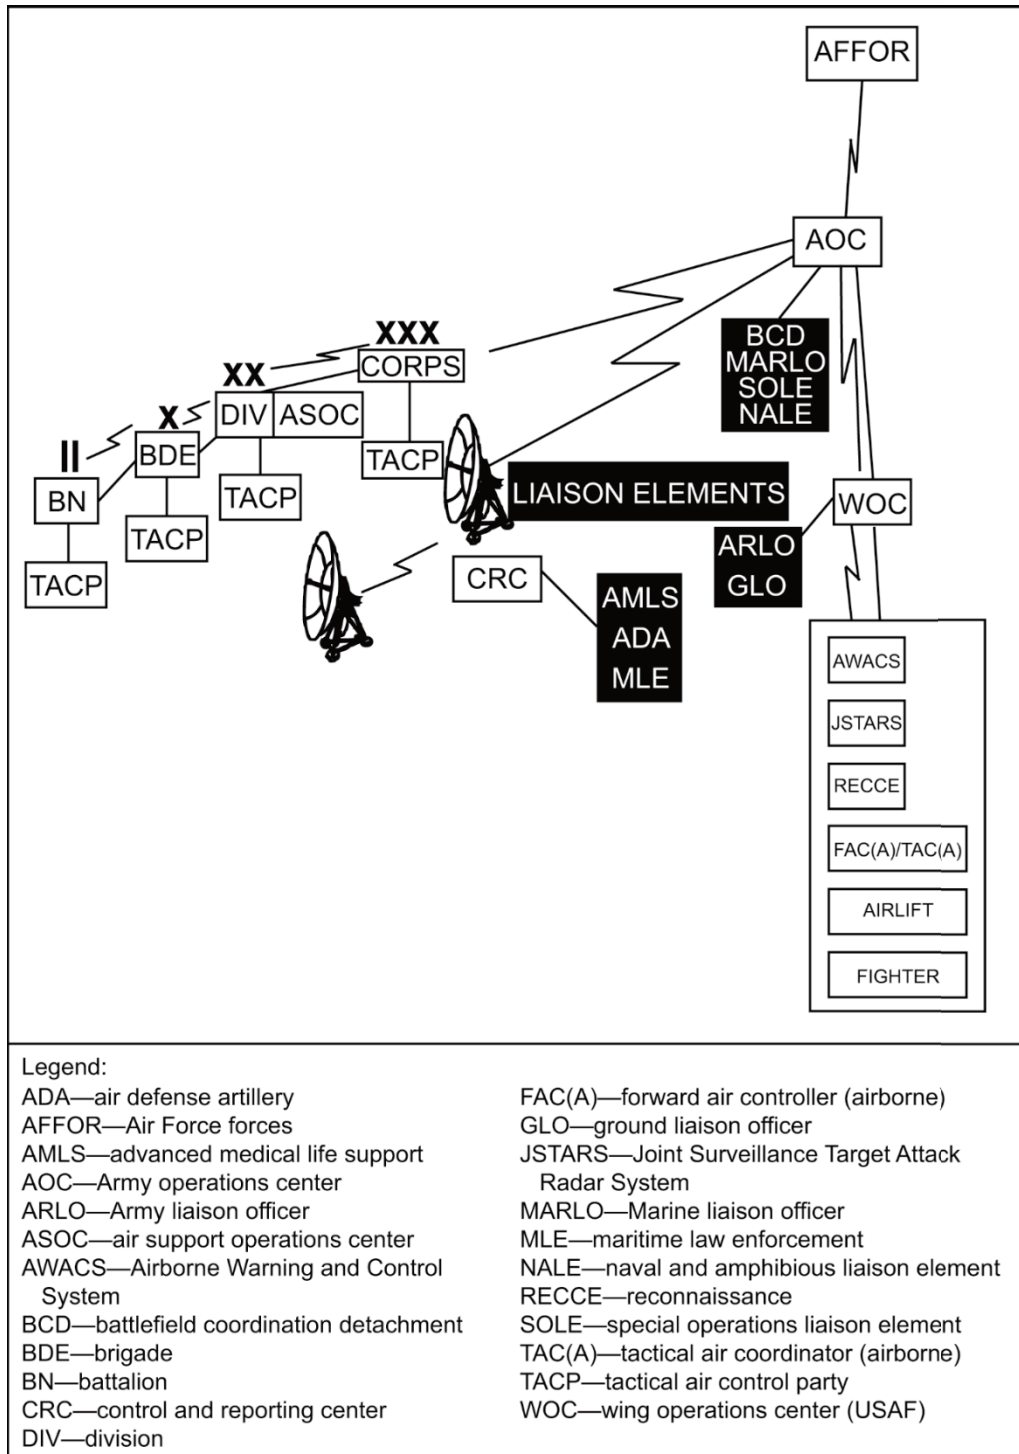 AFFOR
AOC
BCD
MARLO
SOLE
NALE
XXX
CORPS
XX
DIV ASOC
X
BDE
II
BN
TACP
TACP
TACP
TACP
LIAISON ELEMENTS
WOC
ARLO
GLO
CRC
AMLS
ADA
MLE
AWACS
JSTARS
RECCE
FAC(A)/TAC(A)
AIRLIFT
FIGHTER
Legend:
ADA—air defense artillery
AFFOR—Air Force forces
AMLS—advanced medical life support
AOC—Army operations center
ARLO—Army liaison officer
ASOC—air support operations center
AWACS—Airborne Warning and Control
System
BCD—battlefield coordination detachment
BDE—brigade
BN—battalion
CRC—control and reporting center
DIV—division
FAC(A)—forward air controller (airborne)
GLO—ground liaison officer
JSTARS—Joint Surveillance Target Attack
Radar System
MARLO—Marine liaison officer
MLE—maritime law enforcement
NALE—naval and amphibious liaison element
RECCE—reconnaissance
SOLE—special operations liaison element
TAC(A)—tactical air coordinator (airborne)
TACP—tactical air control party
WOC—wing operations center (USAF)